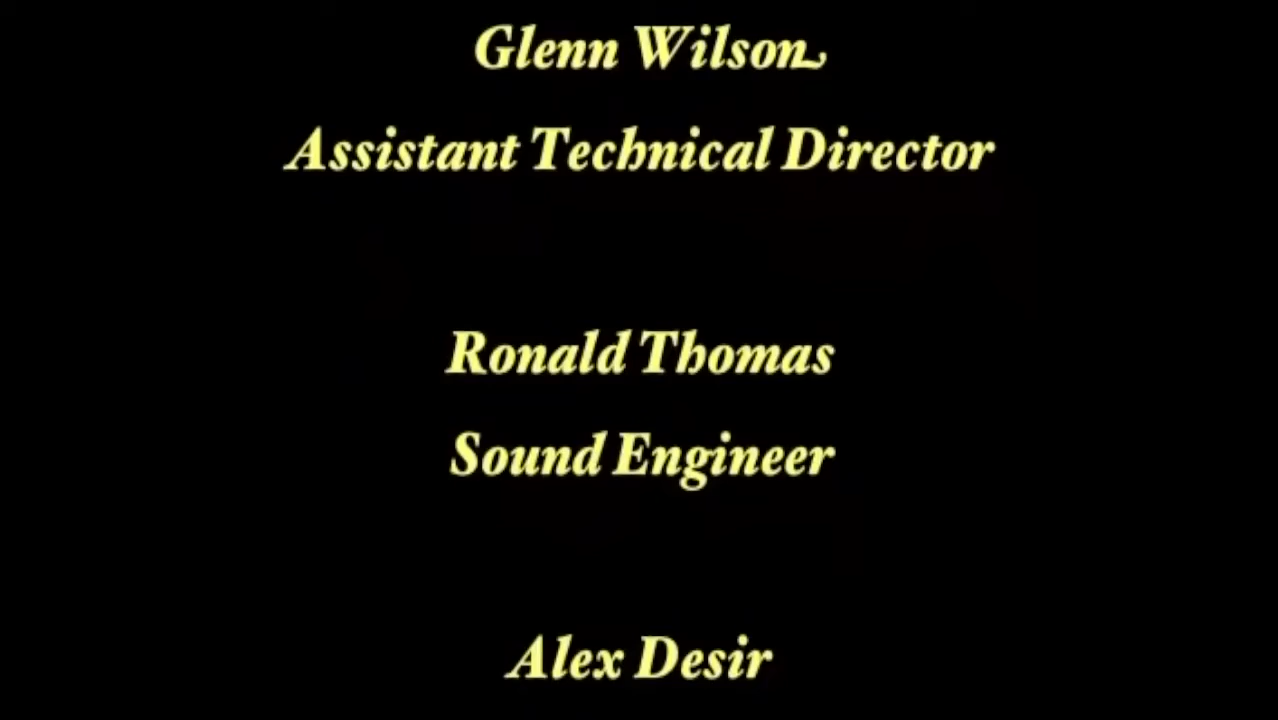 Glenn Wilson
Assistant Technical Director
Ronald Thomas
Sound Engineer
Alex Desir